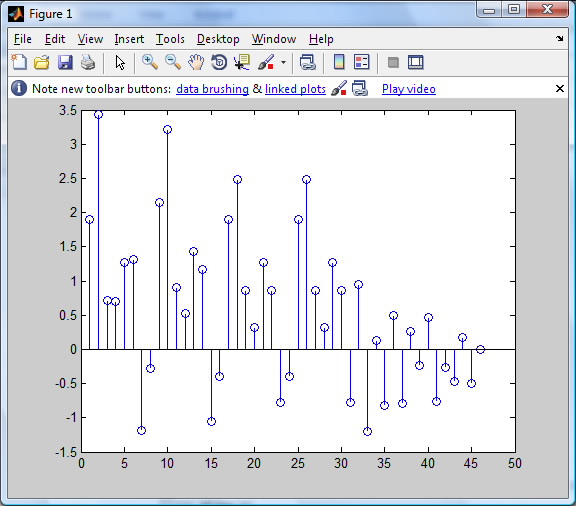 Figure 1
File Edit View Insert Tools Desktop Window Help
Note new toolbar buttons: data brushing & linked plots Play video
3.5
3
2.5
2
1.5
1
0.5
0
-0.5
-1
-1.5
0 5 10 15 20 25 30 35 40 45 50